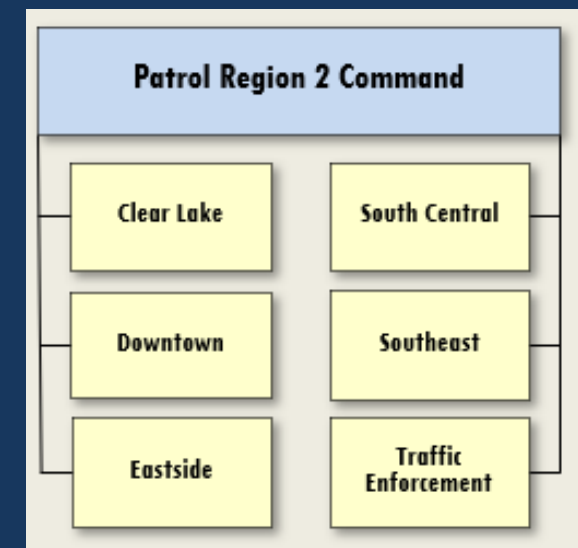 Patrol Region 2 Command
Clear Lake
South Central
Downtown
Southeast
Eastside
Traffic
Enforcement